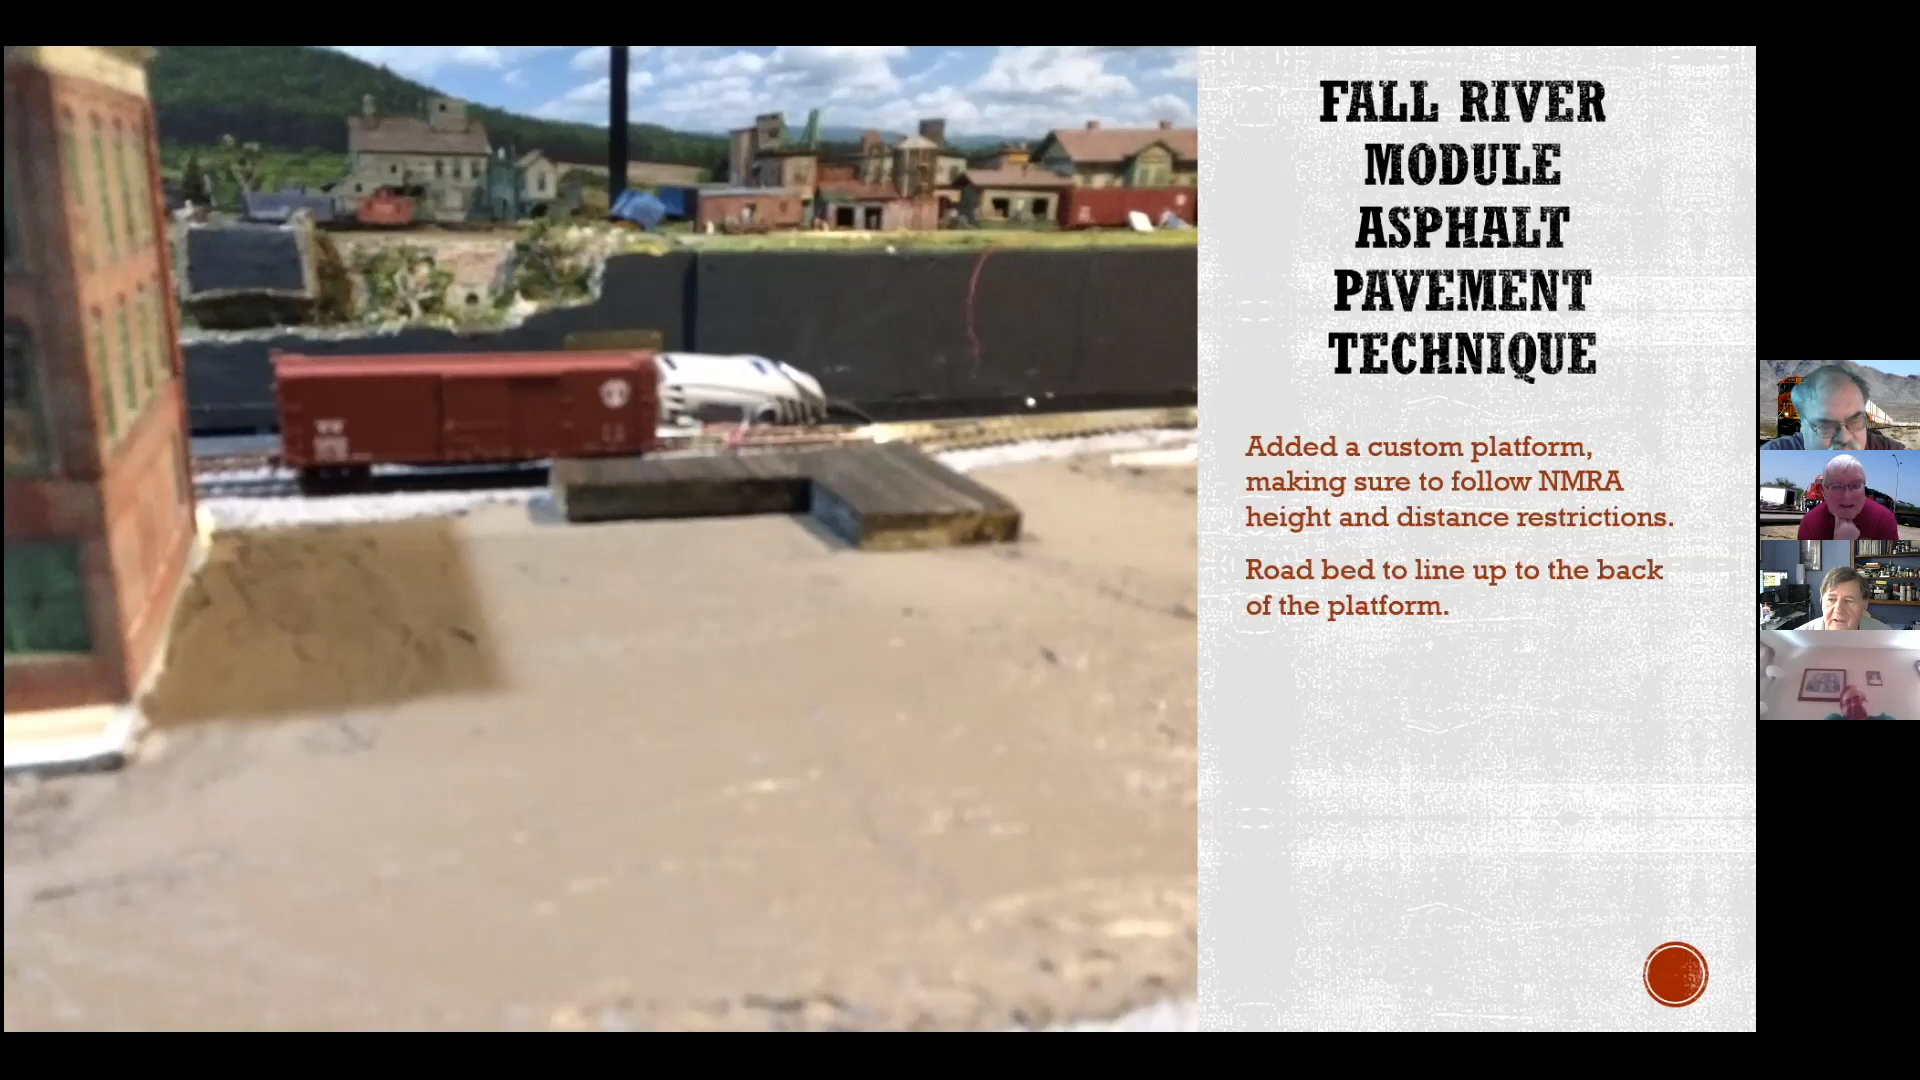 FALL RIVER
MODULE
ASPHALT
PAVEMENT
TECHNIQUE
Added a custom platform,
making sure to follow NMRA
height and distance restrictions.
Road bed to line up to the back
of the platform.